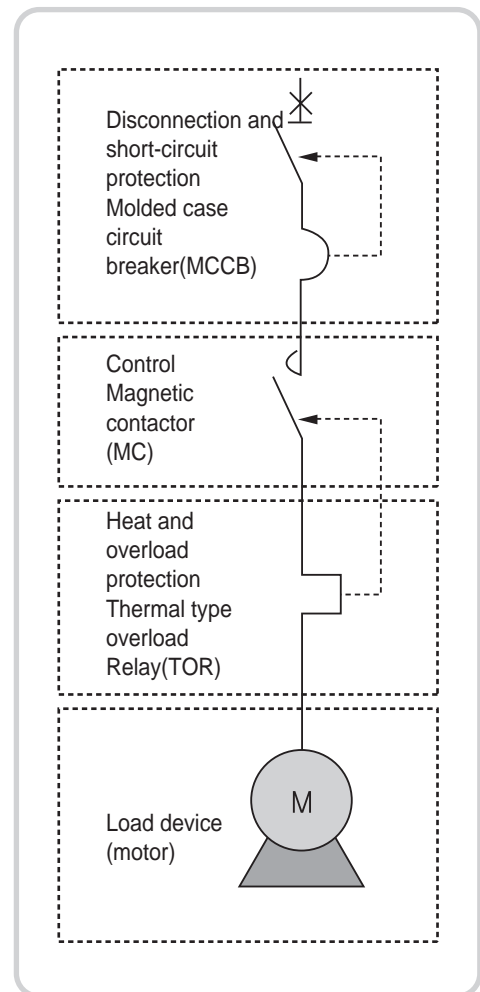 Disconnection and
short-circuit
protection
Molded case
circuit
breaker(MCCB)
Control
Magnetic
contactor
(MC)
Heat and
overload
protection
Thermal type
overload
Relay(TOR)
M
Load device
(motor)